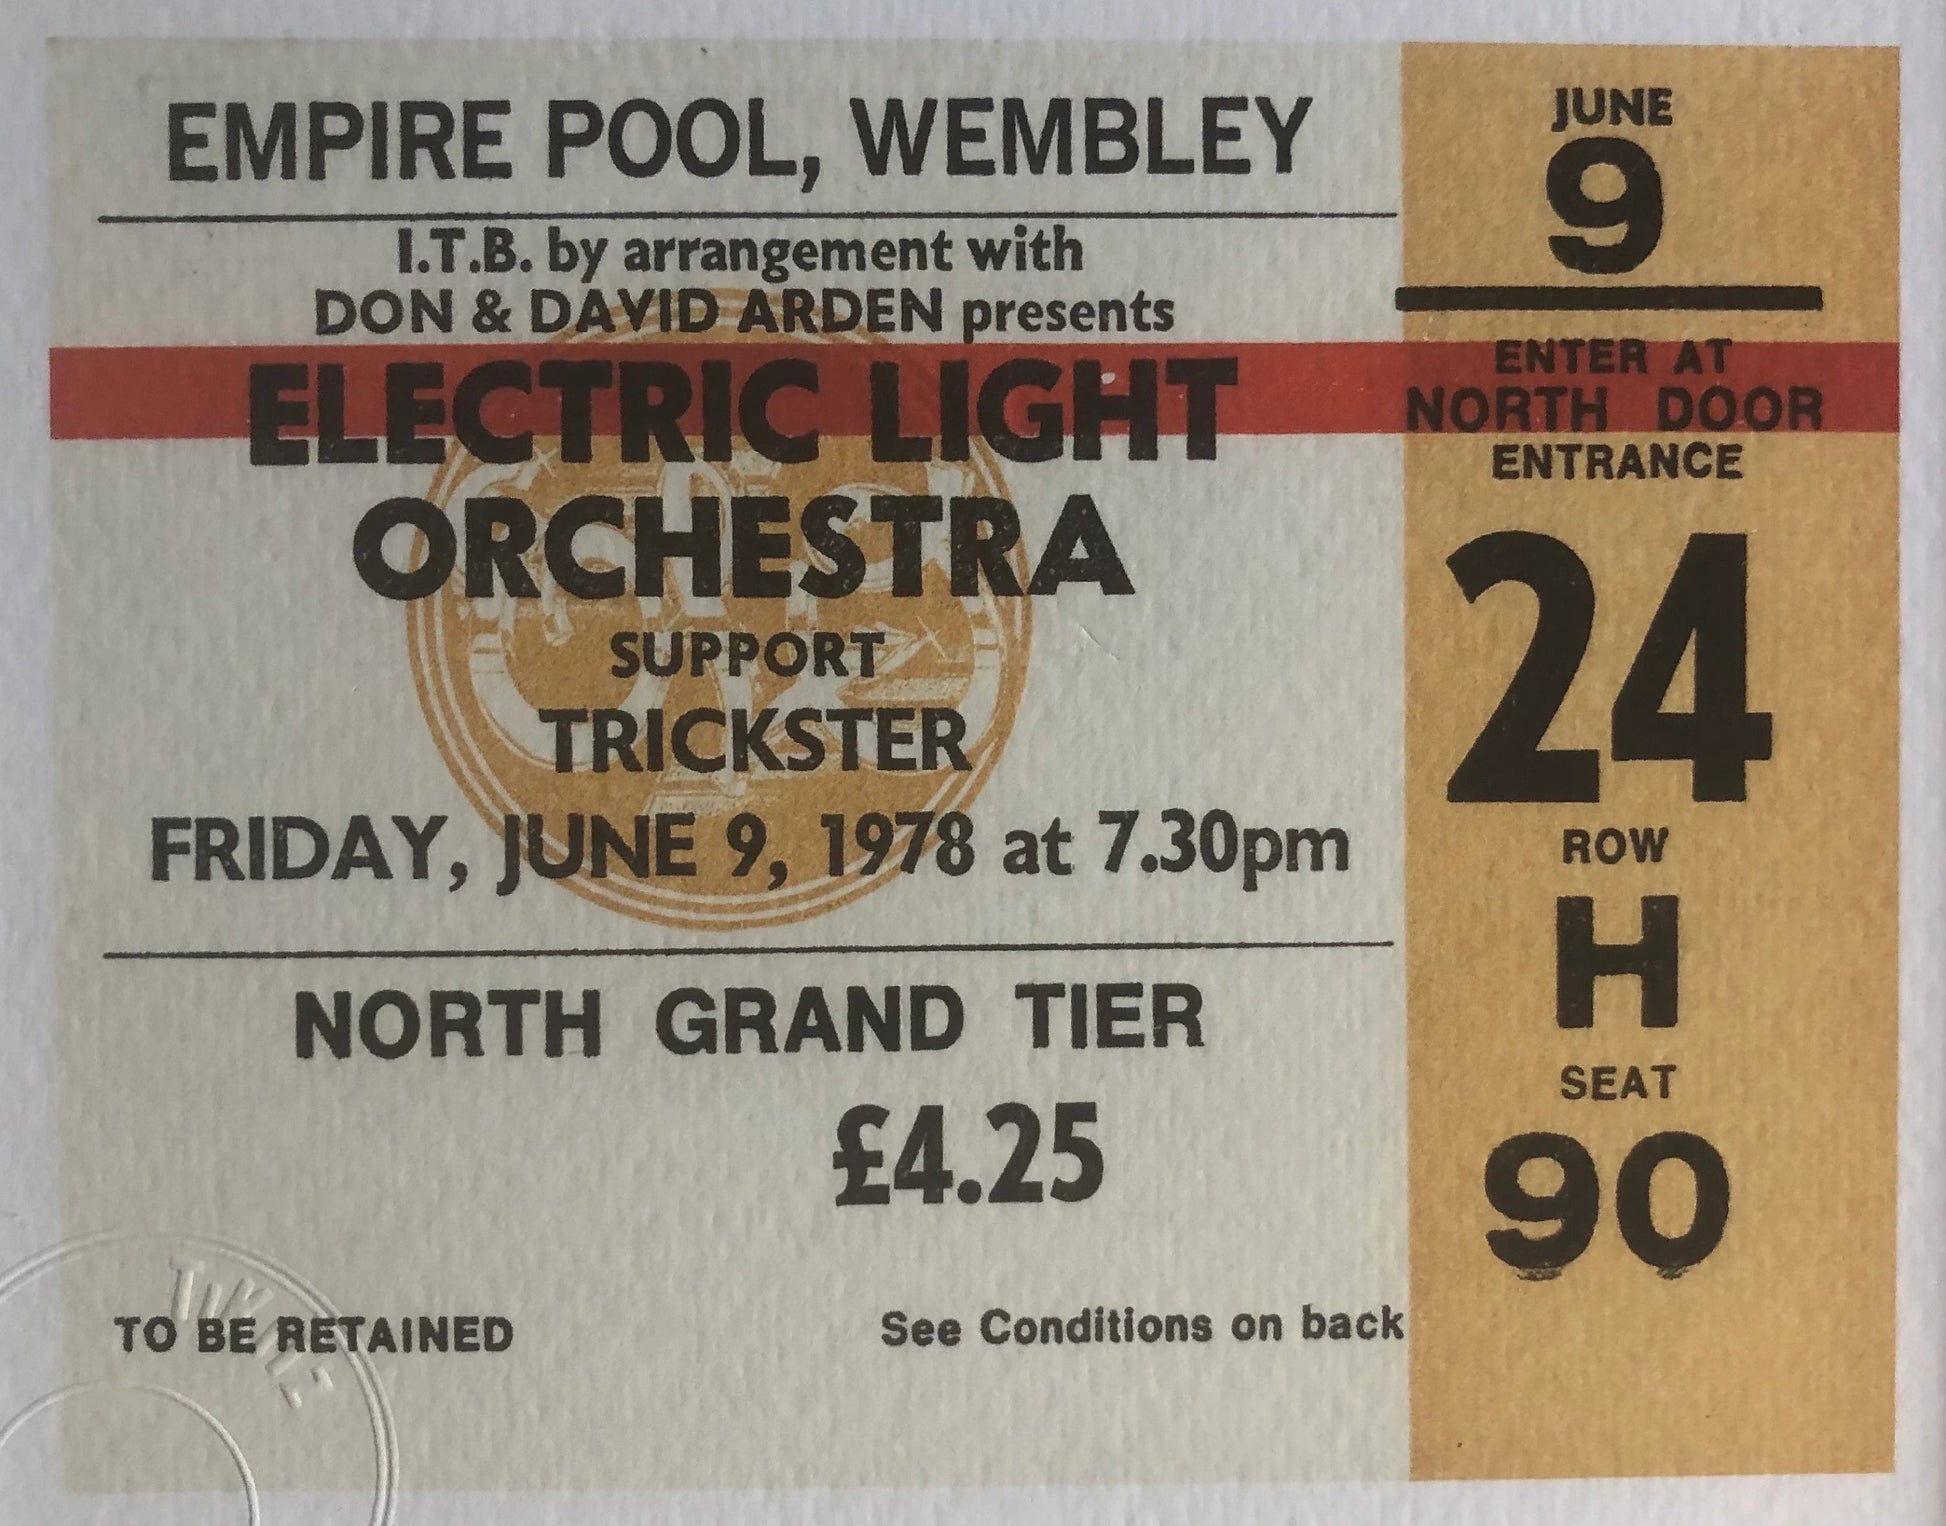 EMPIRE POOL, WEMBLEY
I.T.B. by arrangement with
DON & DAVID ARDEN presents
ELECTRIC LIGHT
ORCHESTRA
SUPPORT
TRICKSTER
FRIDAY, JUNE 9, 1978 at 7.30pm
NORTH GRAND TIER
£4.25
TO BE RETAINED
See Conditions on back
JUNE
9
ENTER AT
NORTH DOOR
ENTRANCE
24
ROW
H
SEAT
90